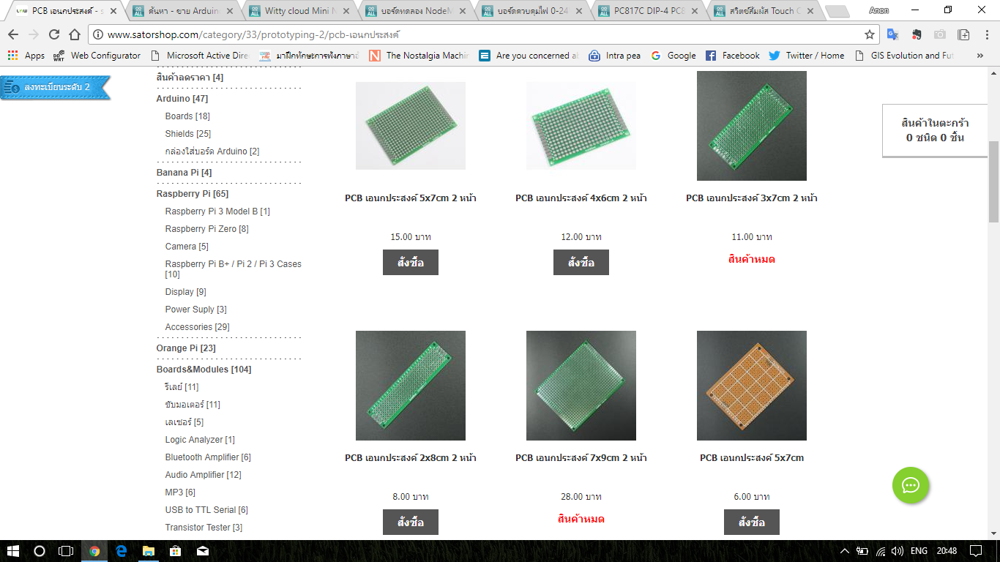 PCB เอนกประสงค์ - s
ค้นหา - ขาย Arduin
Witty cloud Mini N
บอร์ดทดลอง NodeM
บอร์ดควบคุมไฟ 0-24
PC817C DIP-4 PC8
สวิตซ์สัมผัส Touch C
Anon
www.satorshop.com/category/33/prototyping-2/pcb-เอนกประสงค์
Apps
Web Configurator
Microsoft Active Dire
มาฝึกทักษะการฟังภาษาอั
The Nostalgia Machin
Are you concerned ab
Intra pea
Google
Facebook
Twitter / Home
GIS Evolution and Fut
»
ลงทะเบียนระดับ 2
สินค้าลดราคา [4]
Arduino [47]
Boards [18]
Shields [25]
กล่องใส่บอร์ด Arduino [2]
Banana Pi [4]
Raspberry Pi [65]
Raspberry Pi 3 Model B [1]
Raspberry Pi Zero [8]
Camera [5]
Raspberry Pi B+ / Pi 2 / Pi 3 Cases
[10]
Display [9]
Power Suply [3]
Accessories [29]
Orange Pi [23]
Boards&Modules [104]
รีเลย์ [11]
ขับมอเตอร์ [11]
เลเซอร์ [5]
Logic Analyzer [1]
Bluetooth Amplifier [6]
Audio Amplifier [12]
MP3 [6]
USB to TTL Serial [6]
Transistor Tester [3]
PCB เอนกประสงค์ 5x7cm 2 หน้า
15.00 บาท
สั่งซื้อ
PCB เอนกประสงค์ 4x6cm 2 หน้า
12.00 บาท
สั่งซื้อ
PCB เอนกประสงค์ 3x7cm 2 หน้า
11.00 บาท
สินค้าหมด
PCB เอนกประสงค์ 2x8cm 2 หน้า
8.00 บาท
สั่งซื้อ
PCB เอนกประสงค์ 7x9cm 2 หน้า
28.00 บาท
สินค้าหมด
PCB เอนกประสงค์ 5x7cm
6.00 บาท
สั่งซื้อ
สินค้าในตะกร้า
0 ชนิด 0 ชิ้น
ENG
20:48